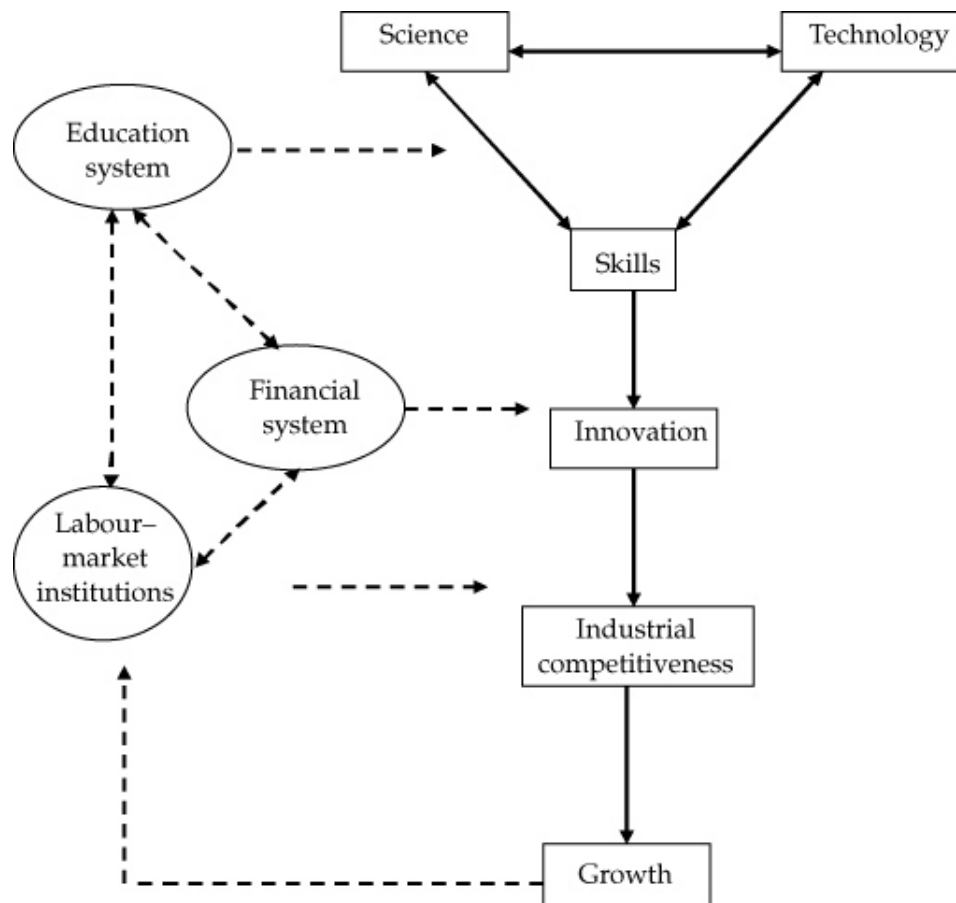 Science
Technology
Education
system
Skills
Financial
system
Innovation
Labour–
market
institutions
Industrial
competitiveness
Growth